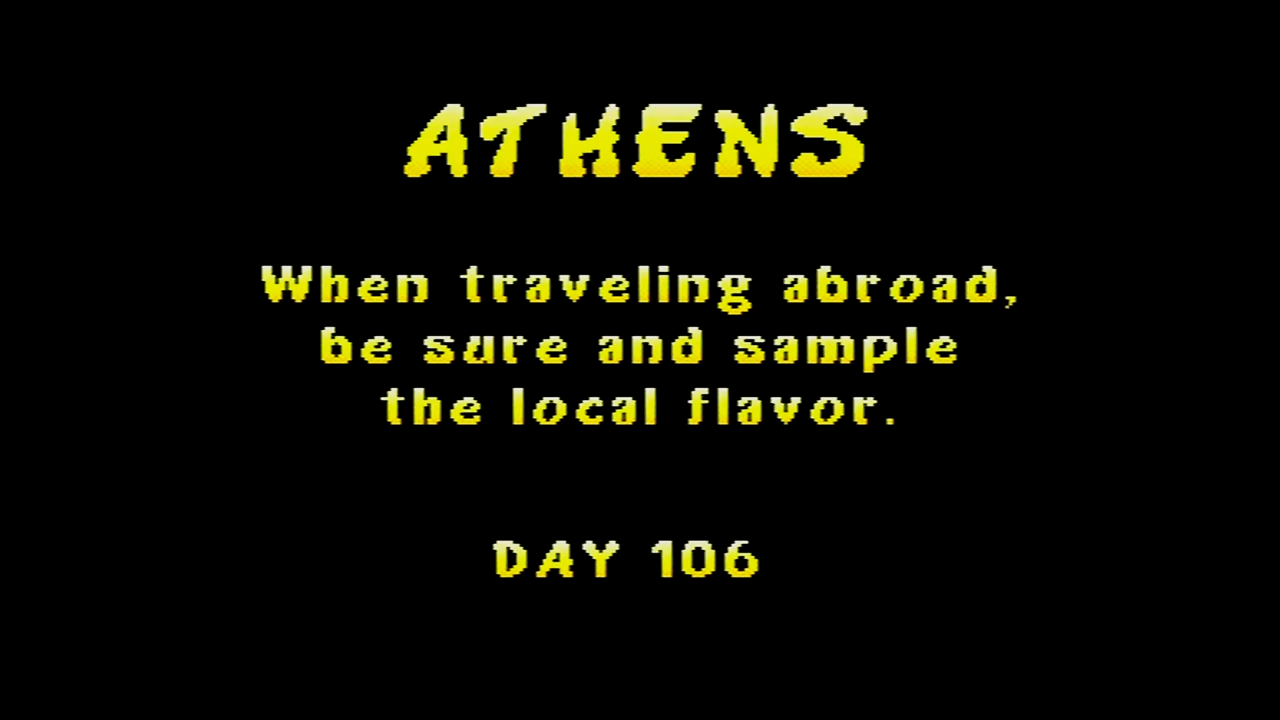 ATHENS
When traveling abroad,
be sure and sample
the local flavor.
DAY 106